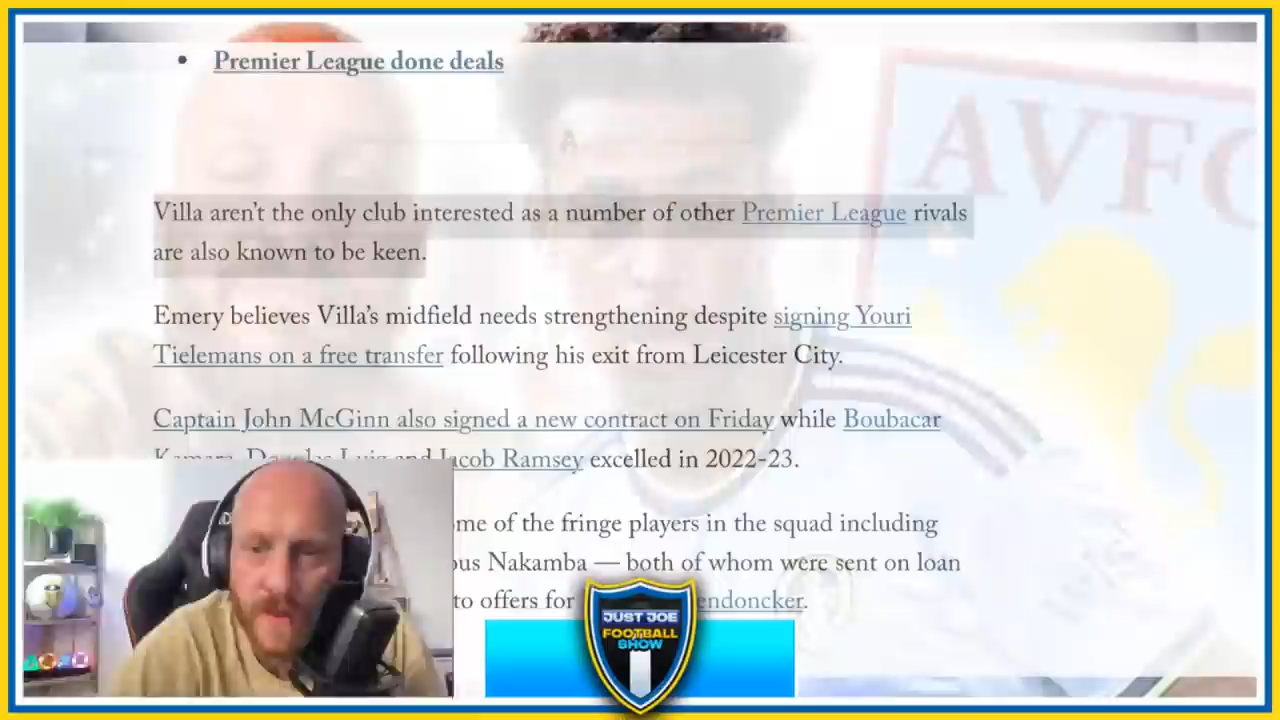 Premier League done deals
AVFC
Villa aren't the only club interested as a number of other Premier League rivals
are also known to be keen.
Emery believes Villa's midfield needs strengthening despite signing Youri
Tielemans on a free transfer following his exit from Leicester City.
Captain John McGinn also signed a new contract on Friday while Boubacar
Kamara, Douglas Luiz and Jacob Ramsey excelled in 2022-23.
of the fringe players in the squad including
Nakamba — both of whom were sent on loan
to offers for
JUST JOE
FOOTBALL
SHOW